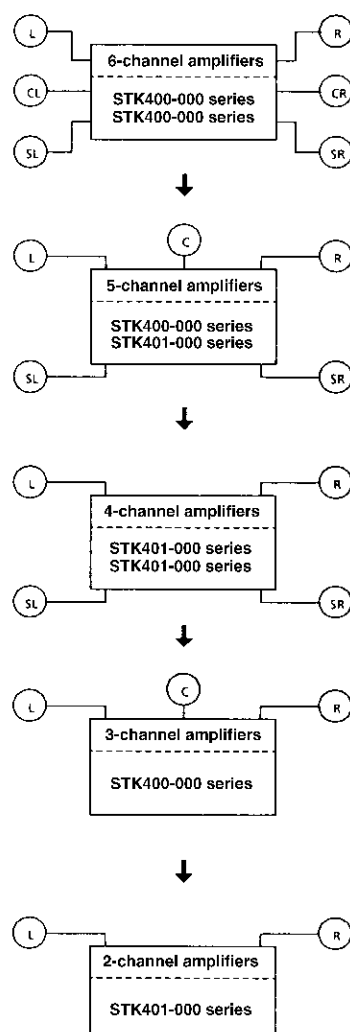 L
R
6-channel amplifiers
CL
CR
STK400-000 series
STK400-000 series
SL
SR
C
L
R
5-channel amplifiers
STK400-000 series
STK401-000 series
SL
SR
L
R
4-channel amplifiers
STK401-000 series
STK401-000 series
SL
SR
C
L
R
3-channel amplifiers
STK400-000 series
L
R
2-channel amplifiers
STK401-000 series